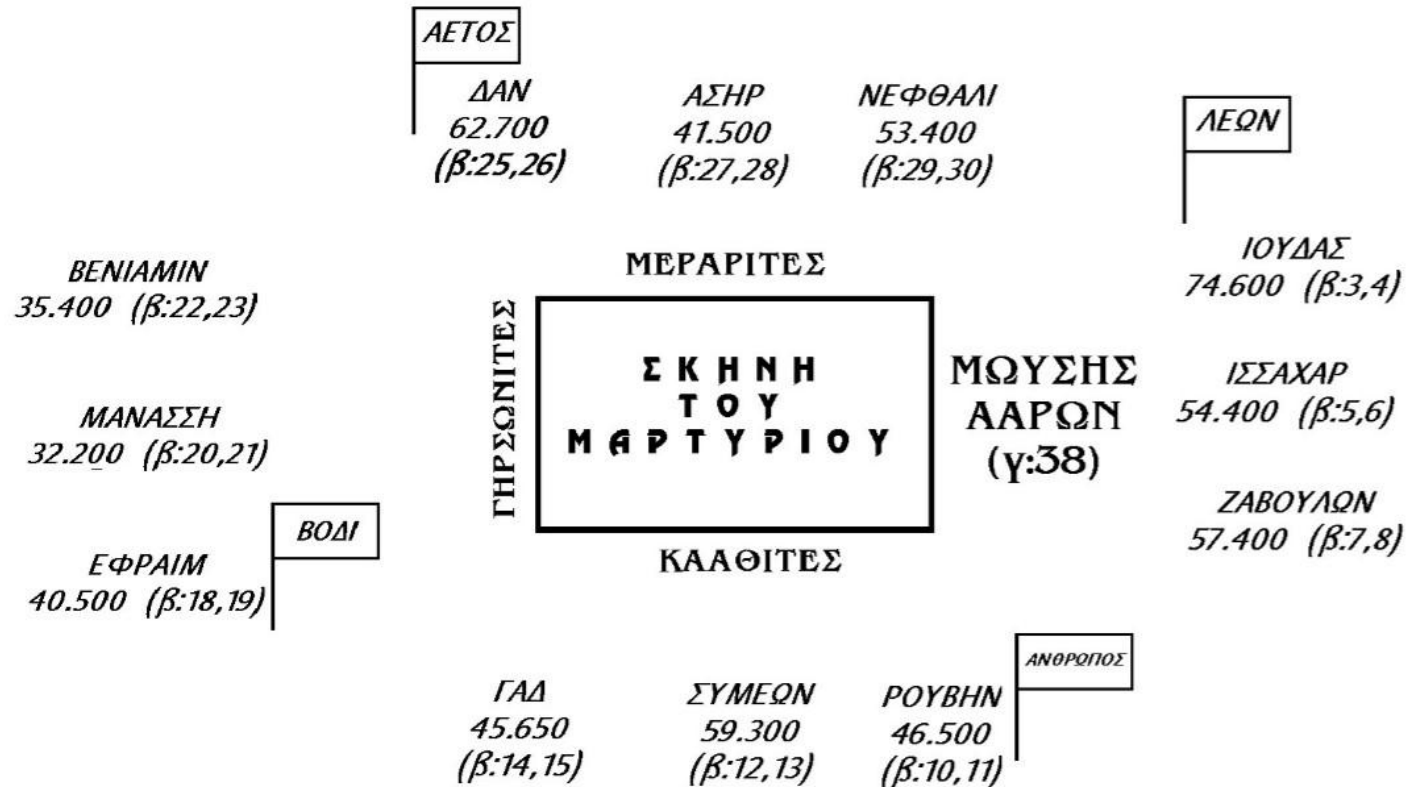 ΑΕΤΟΣ
ΔΑΝ
62.700
(β:25,26)
ΑΣΗΡ
41.500
(β:27,28)
ΝΕΦΘΑΛΙ
53.400
(β:29,30)
ΛΕΩΝ
ΙΟΥΔΑΣ
74.600 (β:3,4)
ΙΣΣΑΧΑΡ
54.400 (β:5,6)
ΖΑΒΟΥΛΩΝ
57.400 (β:7,8)
ΒΕΝΙΑΜΙΝ
35.400 (β:22,23)
ΜΑΝΑΣΣΗ
32.200 (β:20,21)
ΕΦΡΑΙΜ
40.500 (β:18,19)
ΒΟΔΙ
ΜΕΡΑΡΙΤΕΣ
ΓΗΡΣΩΝΙΤΕΣ
ΣΚΗΝΗ
ΤΟΥ
ΜΑΡΤΥΡΙΟΥ
ΜΩΥΣΗΣ
ΑΑΡΩΝ
(γ:38)
ΚΑΑΘΙΤΕΣ
ΓΑΔ
45.650
(β:14,15)
ΣΥΜΕΩΝ
59.300
(β:12,13)
ΡΟΥΒΗΝ
46.500
(β:10,11)
ΑΝΘΡΩΠΟΣ